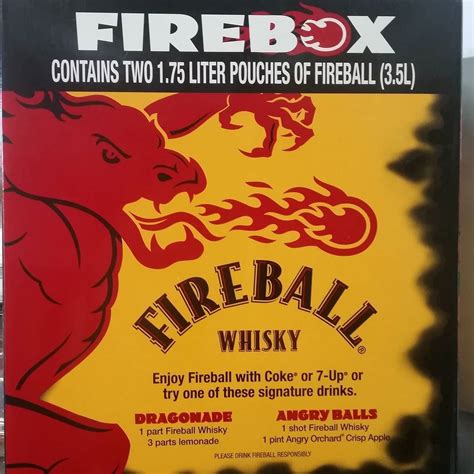 FIREBOX
CONTAINS TWO 1.75 LITER POUCHES OF FIREBALL (3.5L)
FIREBALL®
WHISKY
Enjoy Fireball with Coke® or 7-Up® or
try one of these signature drinks.
DRAGONADE
1 part Fireball Whisky
3 parts lemonade
ANGRY BALLS
1 shot Fireball Whisky
1 pint Angry Orchard® Crisp Apple
PLEASE DRINK FIREBALL RESPONSIBLY